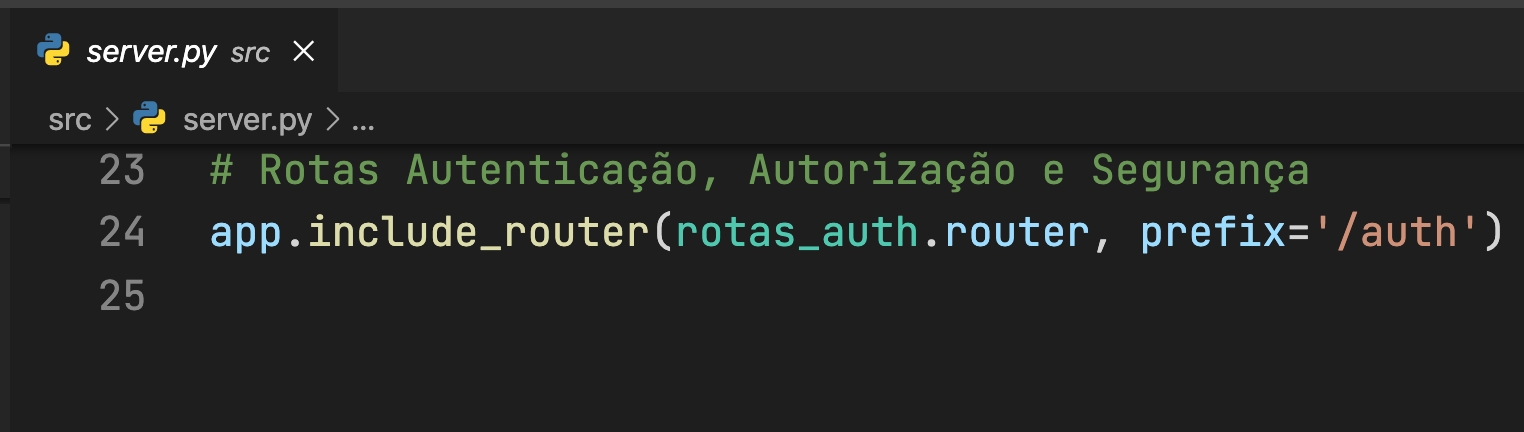 server.py src
src > server.py > ...
23 # Rotas Autenticação, Autorização e Segurança
24 app.include_router(rotas_auth.router, prefix='/auth')
25